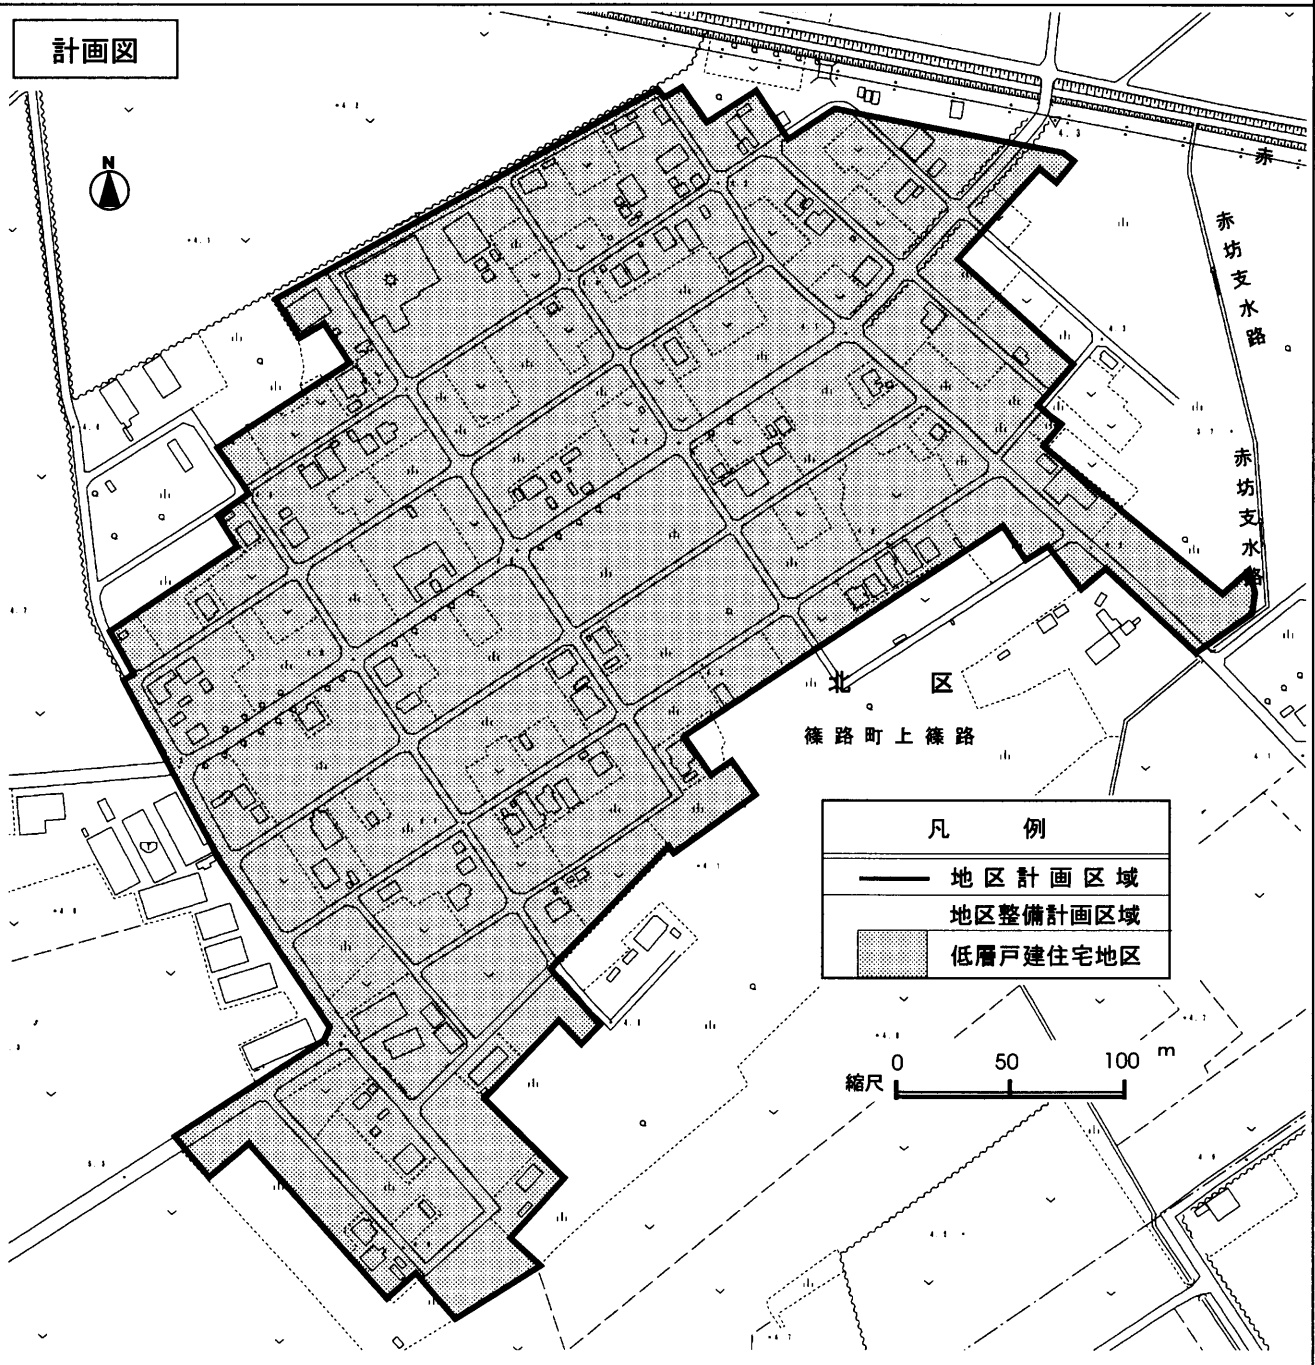 計画図
N
赤
赤坊支水路
赤坊支水路
北区
篠路町上篠路
凡例
地区計画区域
地区整備計画区域
低層戸建住宅地区
縮尺 0 50 100 m